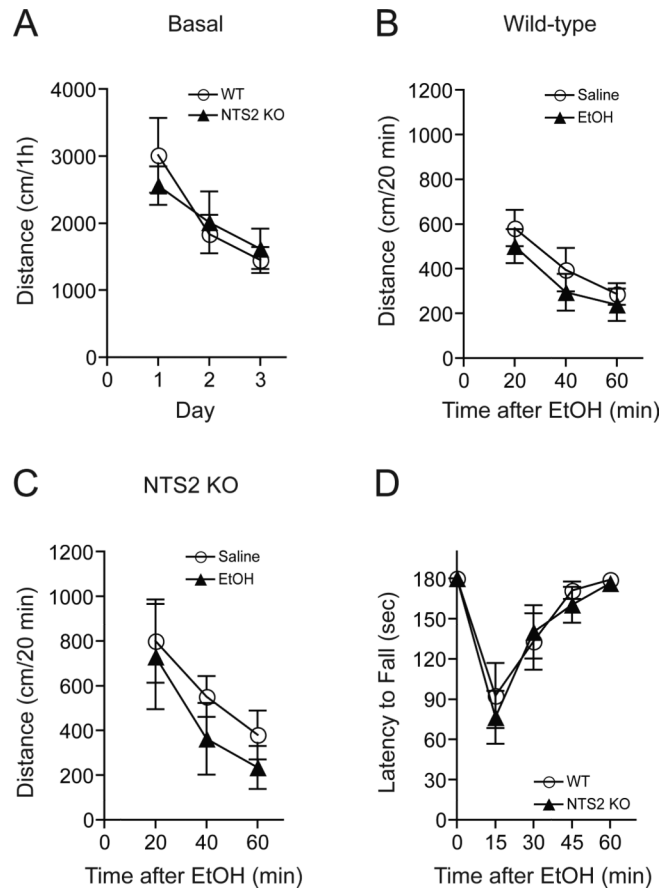 A
Basal
WT
NTS2 KO
Distance (cm/1h)
4000
3000
2000
1000
0
0
1
2
3
Day
B
Wild-type
Saline
EtOH
Distance (cm/20 min)
1200
1000
800
600
400
200
0
0
20
40
60
Time after EtOH (min)
C
NTS2 KO
Saline
EtOH
Distance (cm/20 min)
1200
1000
800
600
400
200
0
0
20
40
60
Time after EtOH (min)
D
Latency to Fall (sec)
180
150
120
90
60
30
0
WT
NTS2 KO
0
15
30
45
60
Time after EtOH (min)